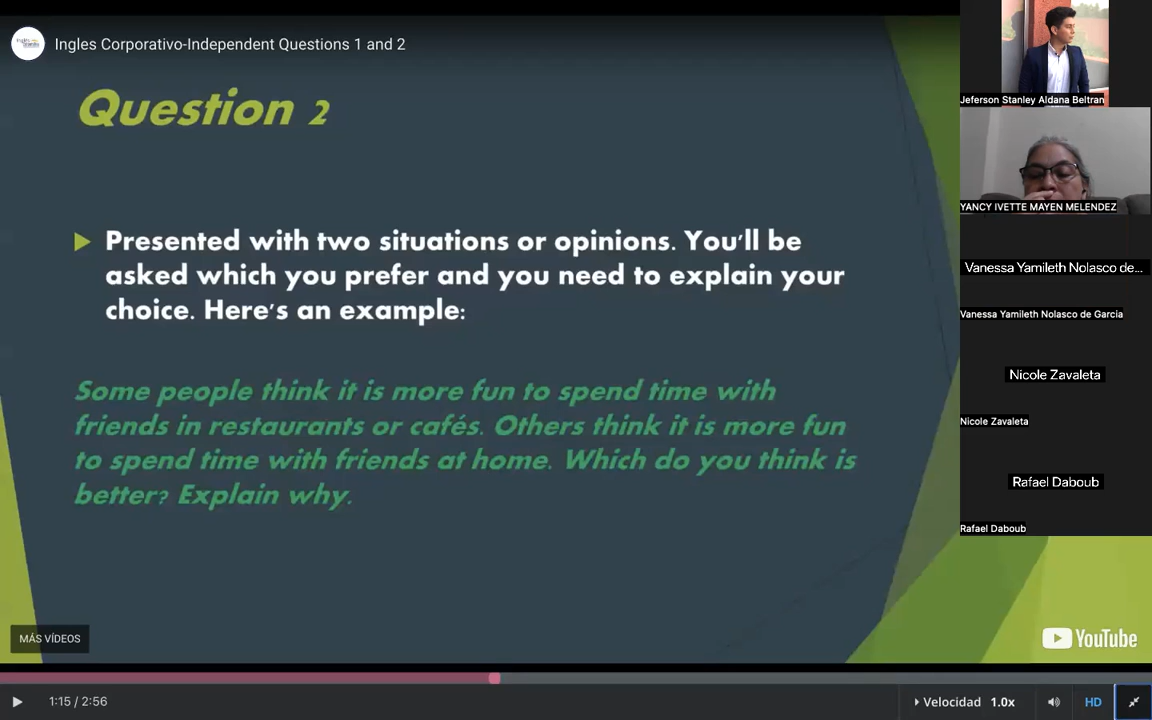 Ingles Corporativo-Independent Questions 1 and 2
Question 2
Presented with two situations or opinions. You'll be
asked which you prefer and you need to explain your
choice. Here's an example:
Some people think it is more fun to spend time with
friends in restaurants or cafés. Others think it is more fun
to spend time with friends at home. Which do you think is
better? Explain why.
MÁS VÍDEOS
YouTube
1:15 / 2:56
Velocidad 1.0x
HD
Jeferson Stanley Aldana Beltran
YANCY IVETTE MAYEN MELENDEZ
Vanessa Yamileth Nolasco de...
Vanessa Yamileth Nolasco de Garcia
Nicole Zavaleta
Nicole Zavaleta
Rafael Daboub
Rafael Daboub